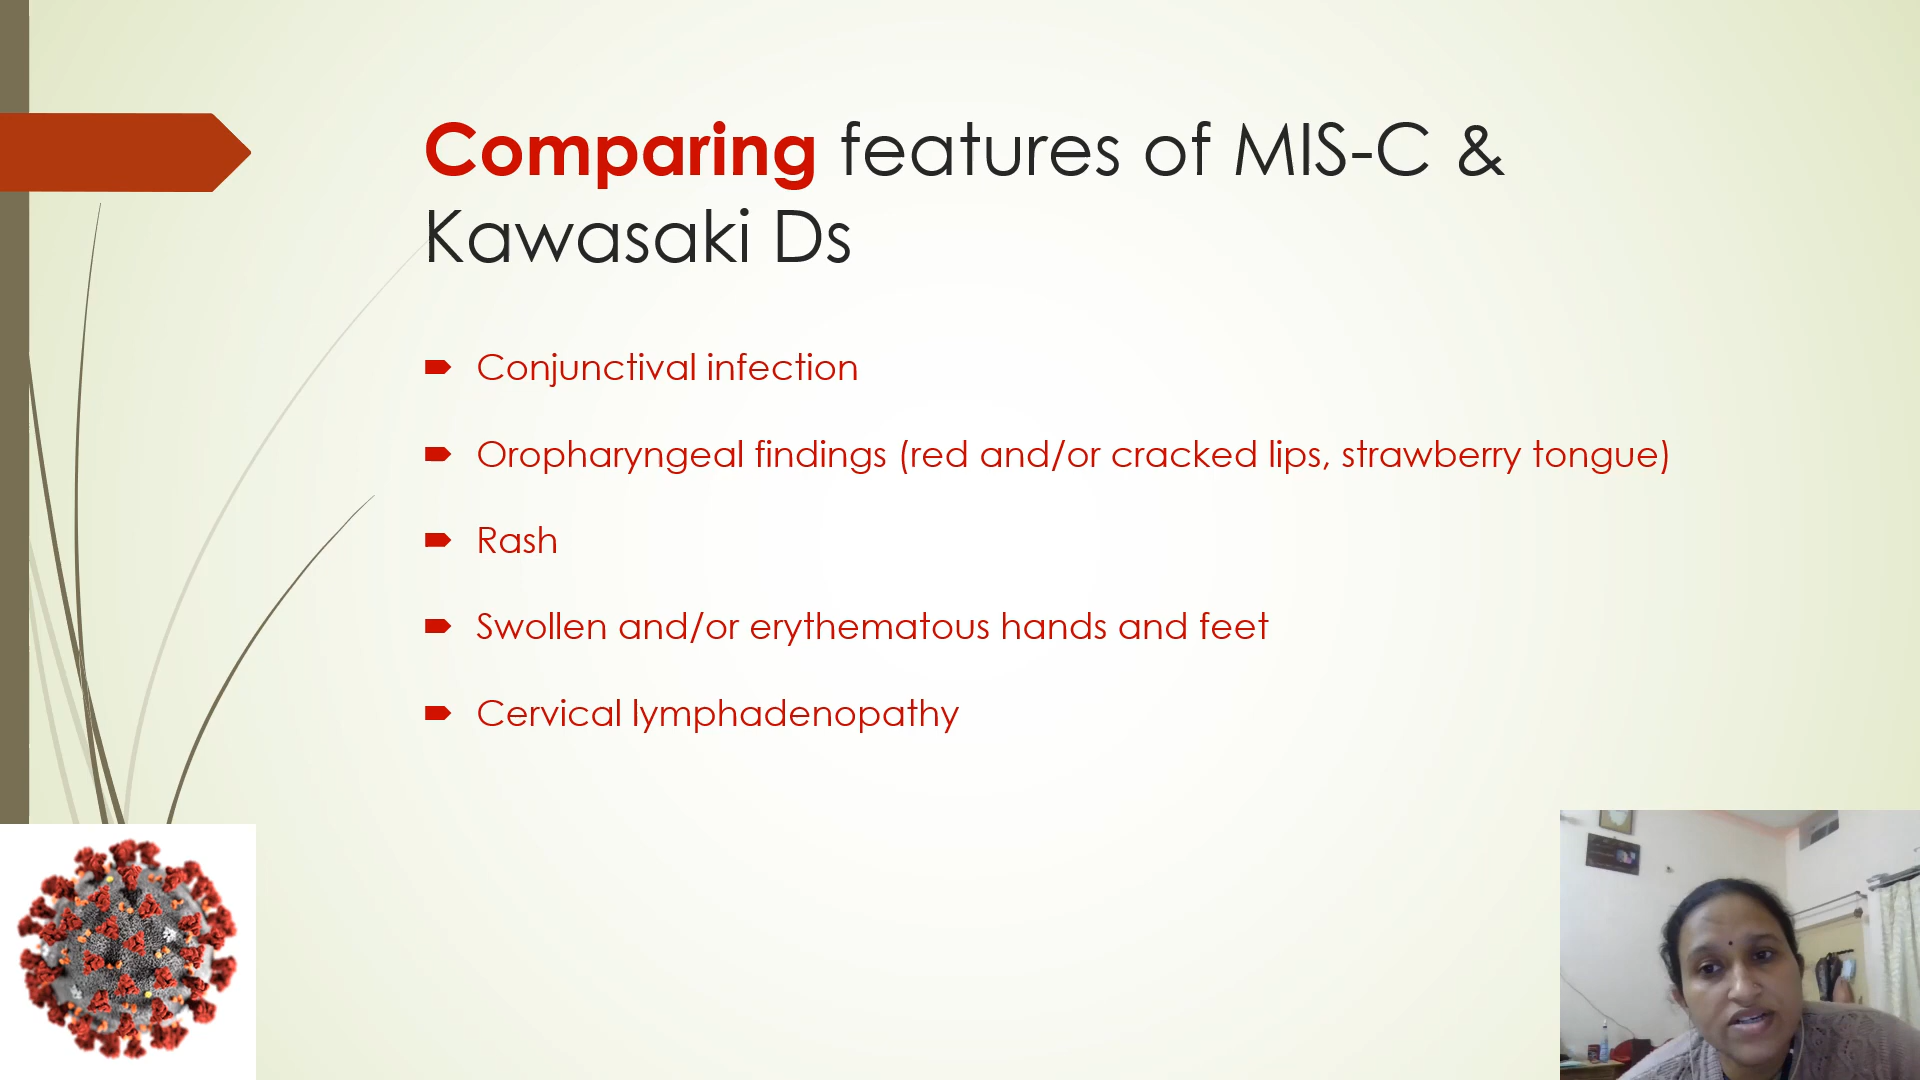 Comparing features of MIS-C &
Kawasaki Ds
Conjunctival infection
Oropharyngeal findings (red and/or cracked lips, strawberry tongue)
Rash
Swollen and/or erythematous hands and feet
Cervical lymphadenopathy